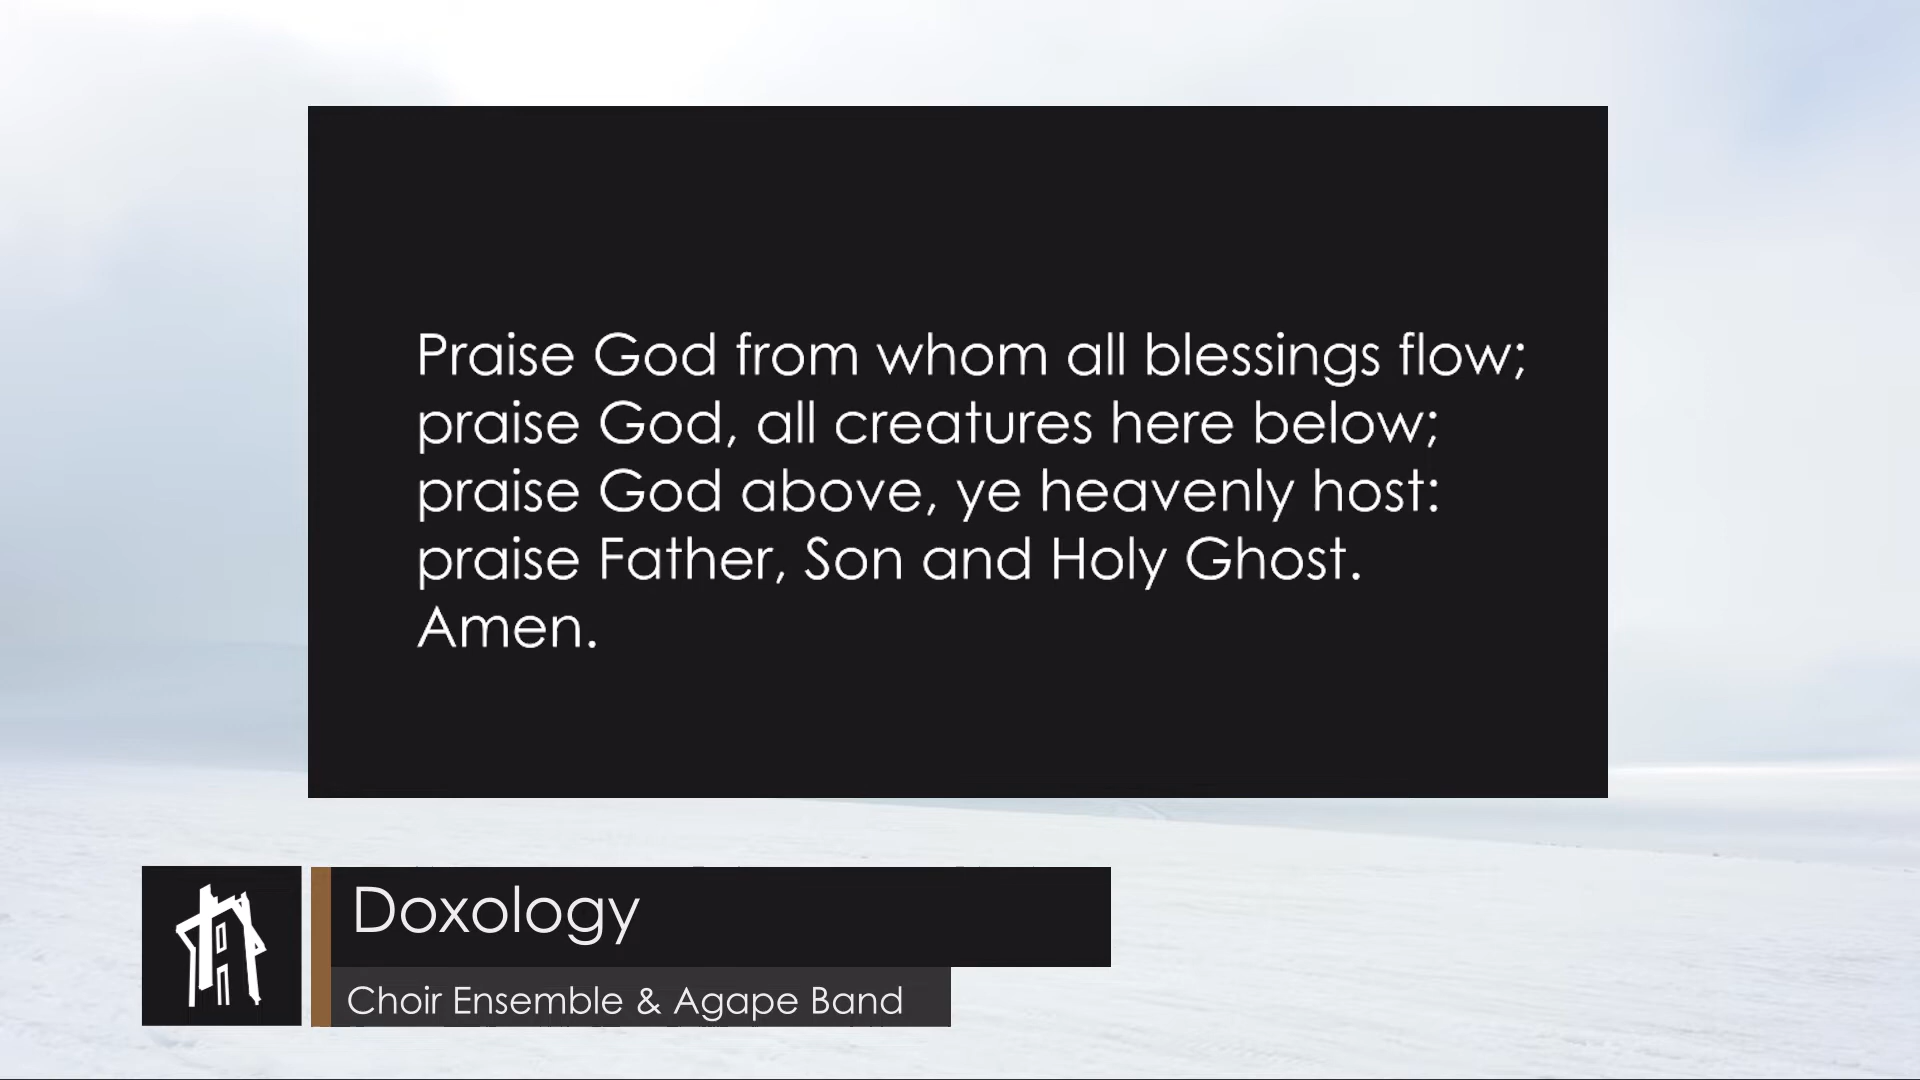 Praise God from whom all blessings flow;
praise God, all creatures here below;
praise God above, ye heavenly host:
praise Father, Son and Holy Ghost.
Amen.
Doxology
Choir Ensemble & Agape Band